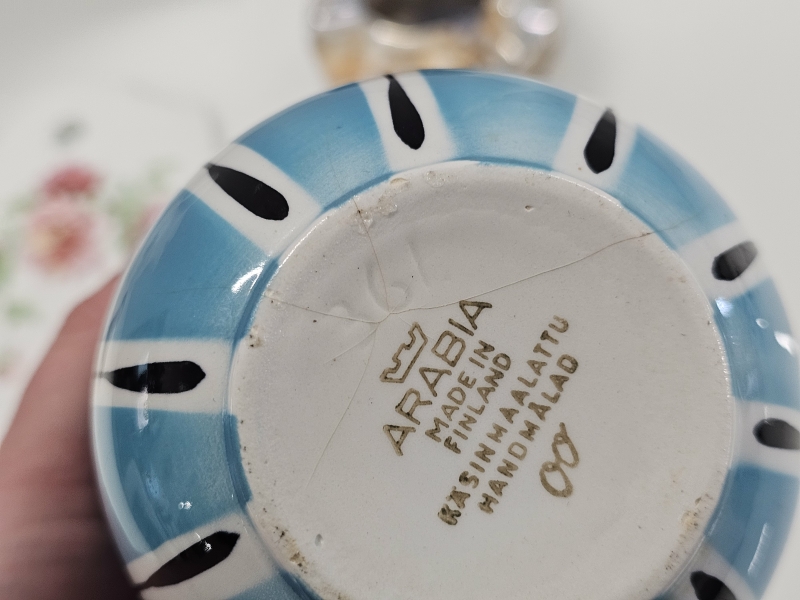 ARABIA
MADE IN
FINLAND
KÄSINMAALATTU
HANDMÅLAD